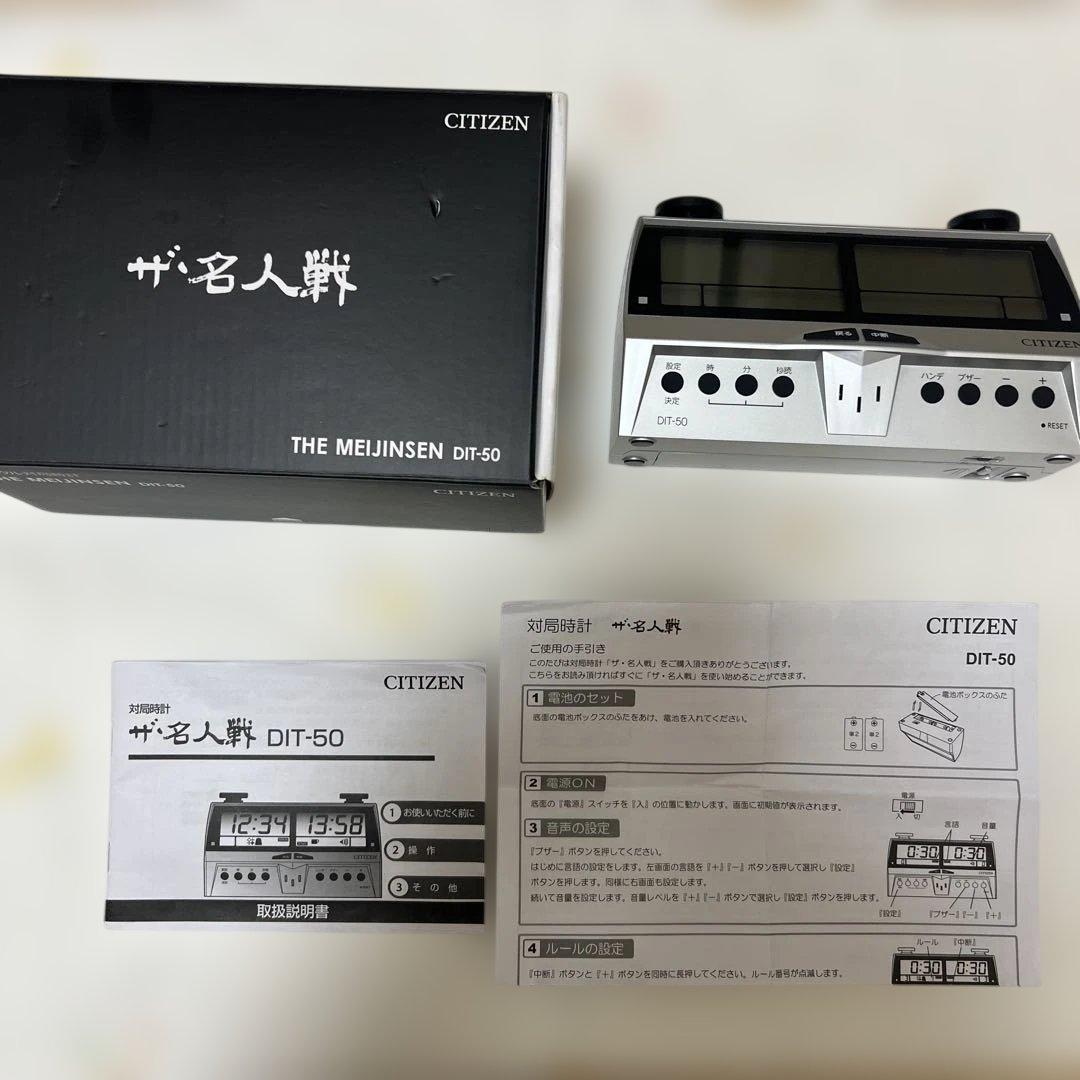 CITIZEN
ザ・名人戦
THE MEIJINSEN DIT-50
THE MEIJINSEN DIT-50
CITIZEN
戻る 中断
CITIZEN
設定 時 分 秒読
決定
ハンデ ブザー － ＋
DIT-50
RESET
CITIZEN
対局時計
ザ・名人戦 DIT-50
12:34 13:58
CITIZEN
1 お使いいただく前に
2 操作
3 その他
取扱説明書
対局時計 ザ・名人戦 CITIZEN
ご使用の手引き
DIT-50
このたびは対局時計「ザ・名人戦」をご購入頂きありがとうございます。
こちらをお読み頂ければすぐに「ザ・名人戦」を使い始めることができます。
1 電池のセット
底面の電池ボックスのふたをあけ、電池を入れてください。
電池ボックスのふた
単2 単2
2 電源ON
底面の『電源』スイッチを『入』の位置に動かします。画面に初期値が表示されます。
電源
入 切
3 音声の設定
『ブザー』ボタンを押してください。
はじめに言語の設定をします。左画面の言語を『＋』『－』ボタンを押して選択し『設定』
ボタンを押します。同様に右画面も設定します。
続いて音量を設定します。音量レベルを『＋』『－』ボタンで選択し『設定』ボタンを押します。
言語 音量
0:30 0:30
CITIZEN
『設定』 『ブザー』『－』『＋』
4 ルールの設定
『中断』ボタンと『＋』ボタンを同時に長押してください。ルール番号が点滅します。
ルール 『中断』
0:30 0:30